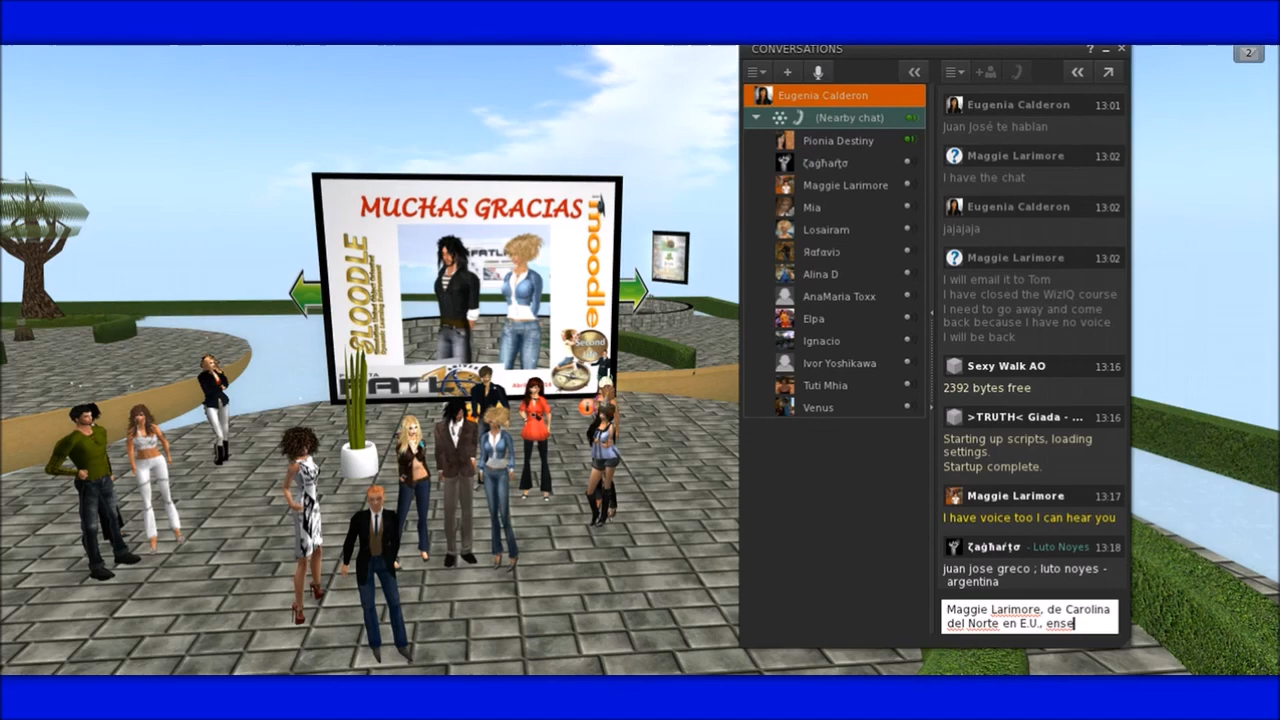 2
CONVERSATIONS
Eugenia Calderon
(Nearby chat)
Pionia Destiny
ζaģħaŕţσ
Maggie Larimore
Mia
Losairam
Яαfαviɔ
Alina D
AnaMaria Toxx
Elpa
Ignacio
Ivor Yoshikawa
Tuti Mhia
Venus
Eugenia Calderon 13:01
Juan José te hablan
Maggie Larimore 13:02
I have the chat
Eugenia Calderon 13:02
jajajaja
Maggie Larimore 13:02
I will email it to Tom
I have closed the WizIQ course
I need to go away and come
back because I have no voice
I will be back
Sexy Walk AO 13:16
2392 bytes free
>TRUTH< Giada - ... 13:16
Starting up scripts, loading
settings.
Startup complete.
Maggie Larimore 13:17
I have voice too I can hear you
ζaģħaŕţσ - Luto Noyes 13:18
juan jose greco ; luto noyes -
argentina
Maggie Larimore, de Carolina
del Norte en E.U., ense
MUCHAS GRACIAS
SLOODLE
moodle
FATLA
Second